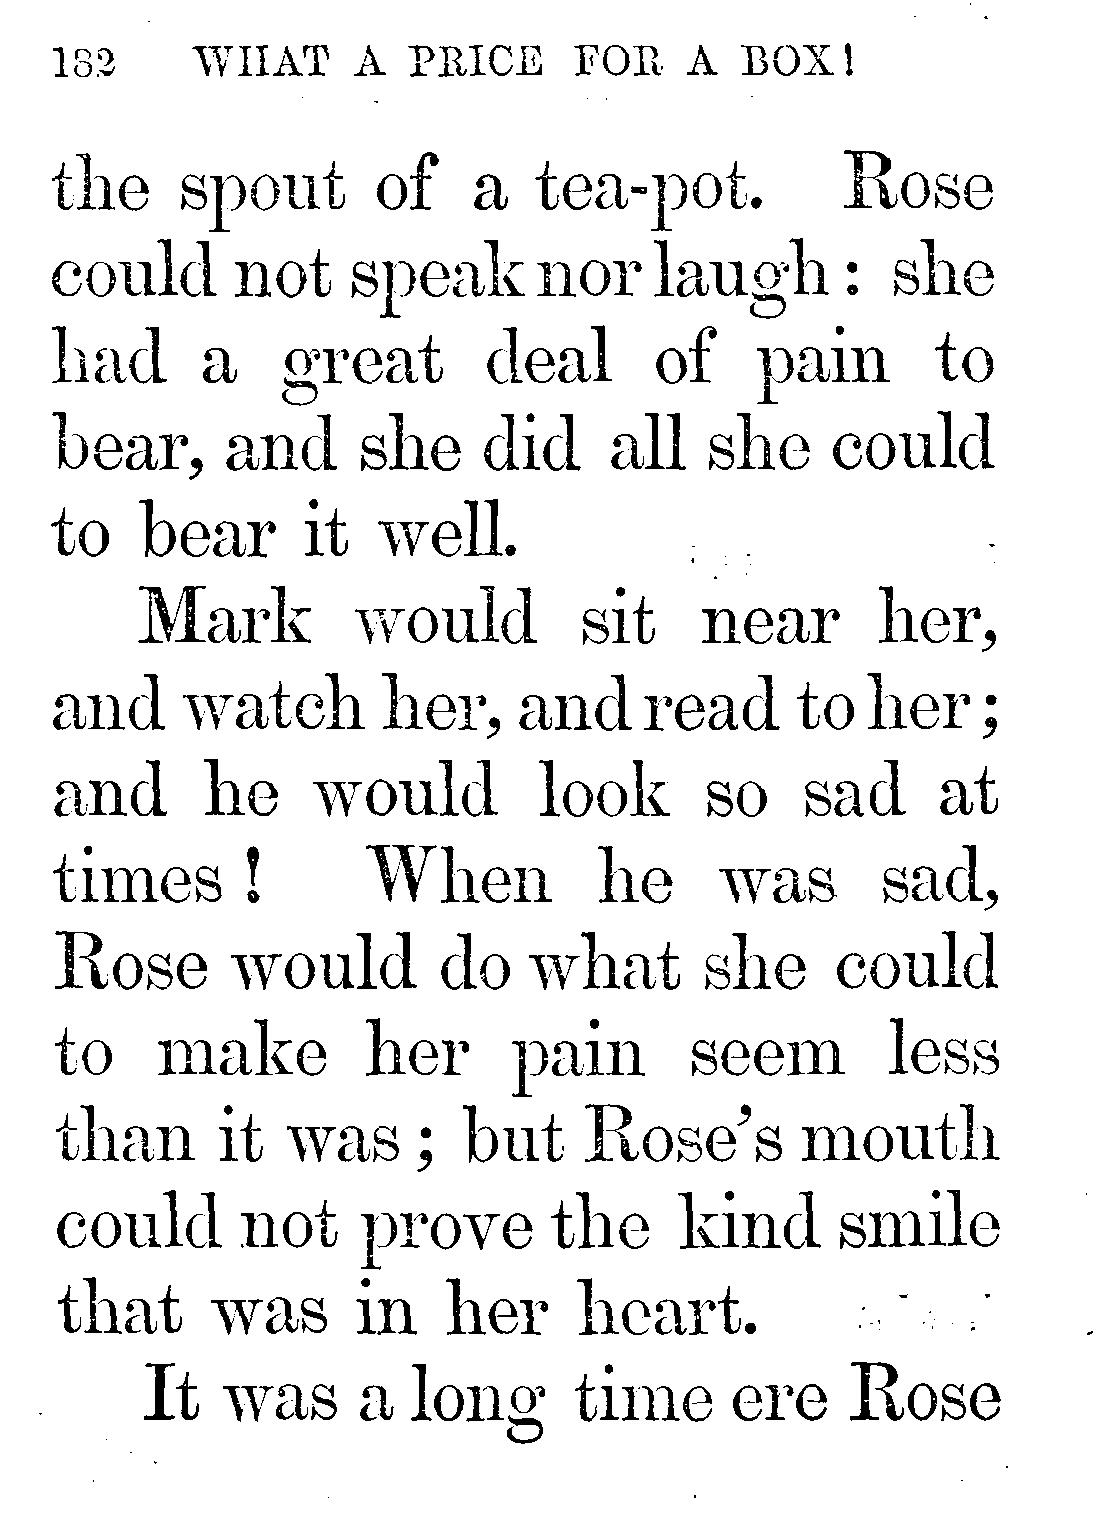 182 WHAT A PRICE FOR A BOX!
the spout of a tea-pot. Rose
could not speak nor laugh: she
had a great deal of pain to
bear, and she did all she could
to bear it well.
Mark would sit near her,
and watch her, and read to her;
and he would look so sad at
times! When he was sad,
Rose would do what she could
to make her pain seem less
than it was; but Rose's mouth
could not prove the kind smile
that was in her heart.
It was a long time ere Rose